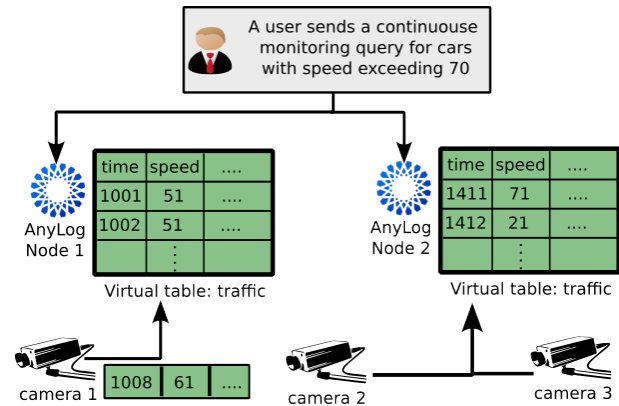 A user sends a continuouse
monitoring query for cars
with speed exceeding 70
time speed ....
1001 51 ....
1002 51 ....
AnyLog
Node 1
Virtual table: traffic
time speed ....
1411 71 ....
1412 21 ....
AnyLog
Node 2
Virtual table: traffic
camera 1
1008 61 ....
camera 2
camera 3